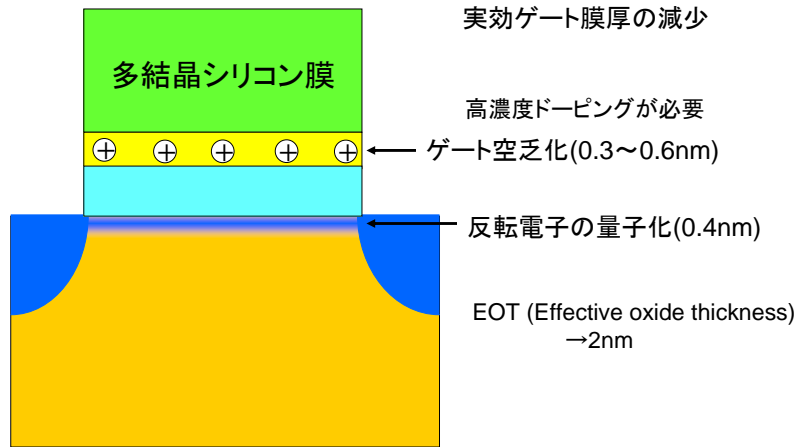 実効ゲート膜厚の減少
多結晶シリコン膜
高濃度ドーピングが必要
ゲート空乏化(0.3～0.6nm)
反転電子の量子化(0.4nm)
EOT (Effective oxide thickness)
→2nm